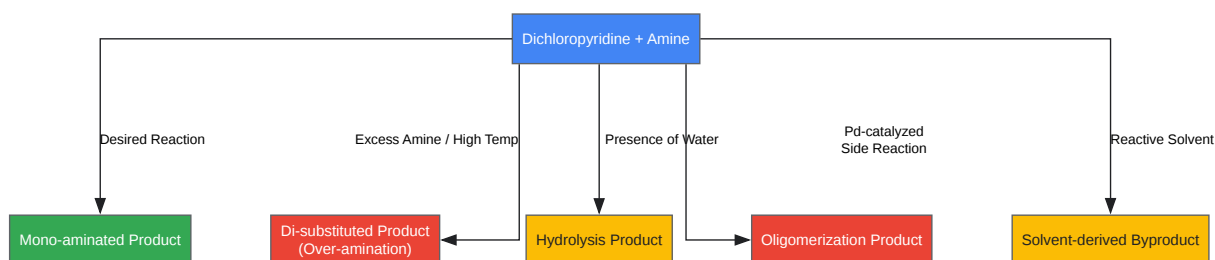 Dichloropyridine + Amine
Desired Reaction
Excess Amine / High Temp
Presence of Water
Pd-catalyzed
Side Reaction
Reactive Solvent
Mono-aminated Product
Di-substituted Product
(Over-amination)
Hydrolysis Product
Oligomerization Product
Solvent-derived Byproduct